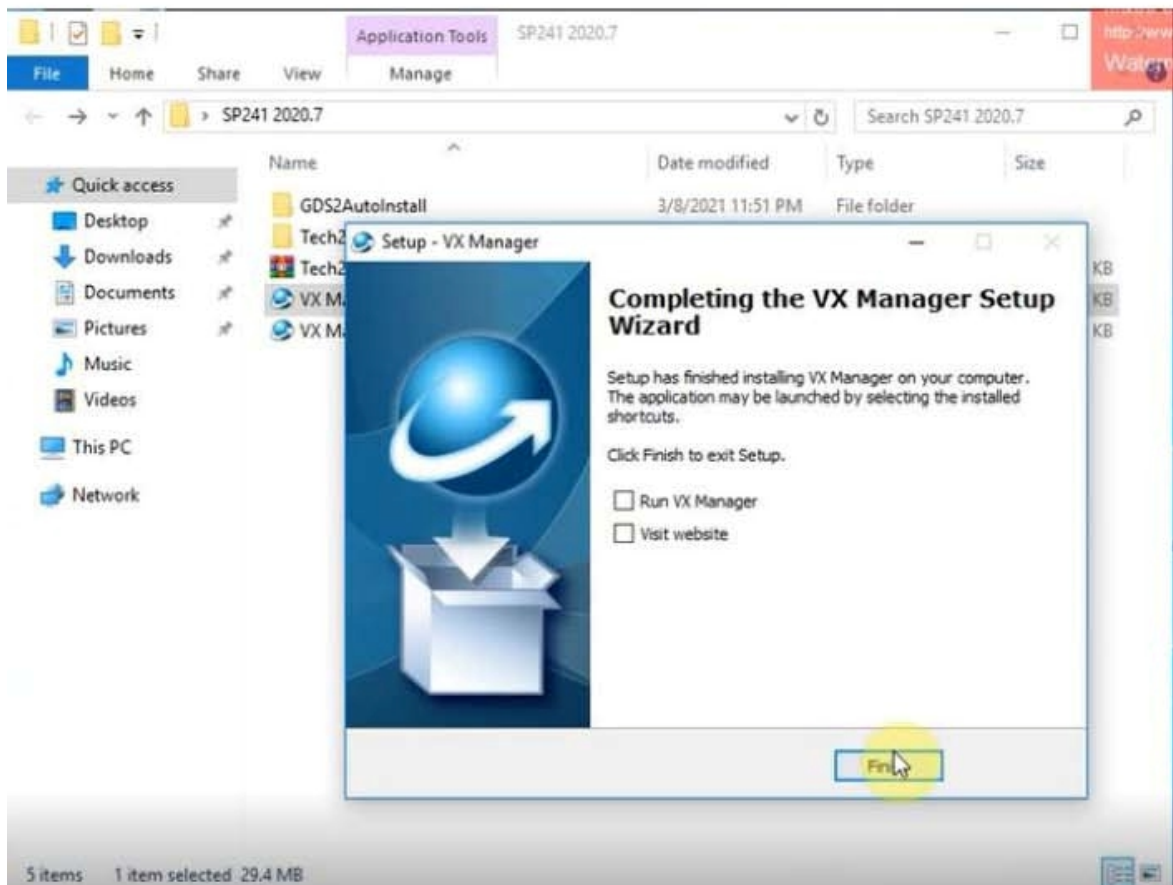 Application Tools
SP241 2020.7
File
Home
Share
View
Manage
SP241 2020.7
Search SP241 2020.7
Name
Date modified
Type
Size
Quick access
Desktop
Downloads
Documents
Pictures
Music
Videos
This PC
Network
GDS2AutoInstall
3/8/2021 11:51 PM
File folder
Tech2
Tech2
KB
VX M
KB
VX M
KB
Setup - VX Manager
Completing the VX Manager Setup
Wizard
Setup has finished installing VX Manager on your computer.
The application may be launched by selecting the installed
shortcuts.
Click Finish to exit Setup.
Run VX Manager
Visit website
5 items
1 item selected 29.4 MB